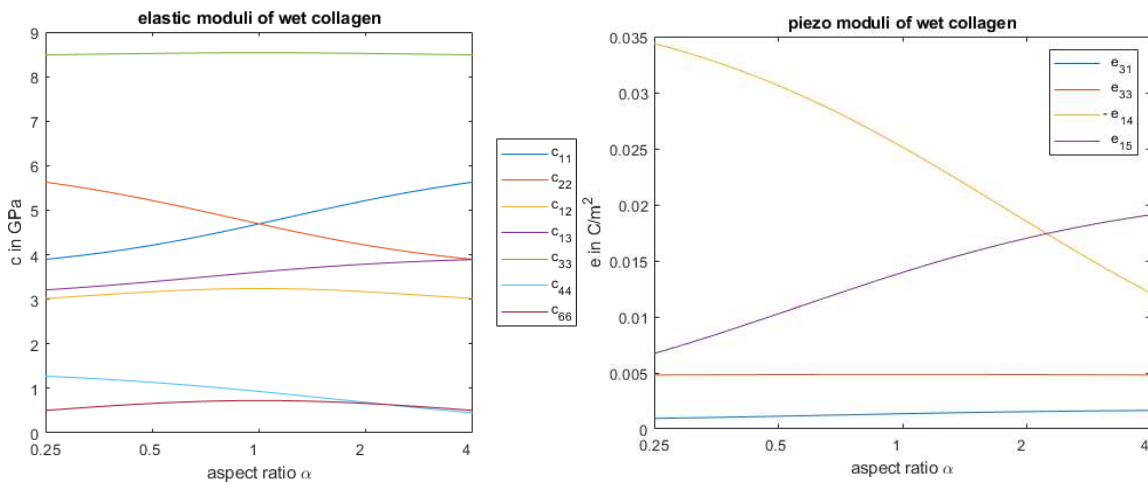 elastic moduli of wet collagen
9
8
7
6
5
4
3
2
1
0
c in GPa
0.25
0.5
1
2
4
aspect ratio α
c₁₁
c₂₂
c₁₂
c₁₃
c₃₃
c₄₄
c₆₆
piezo moduli of wet collagen
0.035
0.03
0.025
0.02
0.015
0.01
0.005
0
e in C/m²
0.25
0.5
1
2
4
aspect ratio α
e₃₁
e₃₃
- e₁₄
e₁₅